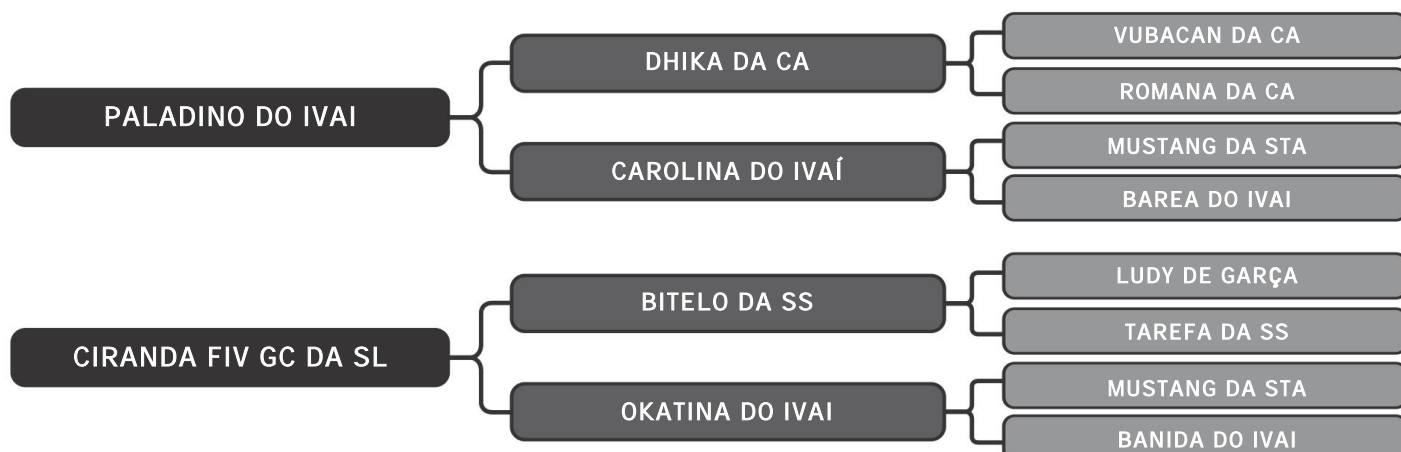 VUBACAN DA CA
DHIKA DA CA
ROMANA DA CA
PALADINO DO IVAI
MUSTANG DA STA
CAROLINA DO IVAÍ
BAREA DO IVAI
LUDY DE GARÇA
BITELO DA SS
TAREFA DA SS
CIRANDA FIV GC DA SL
MUSTANG DA STA
OKATINA DO IVAI
BANIDA DO IVAI